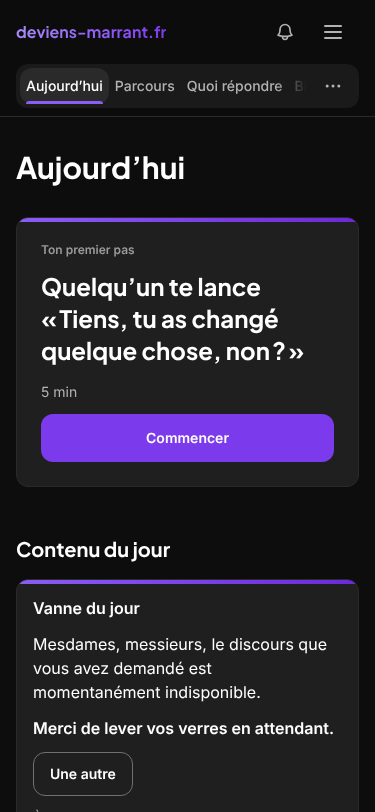 deviens-marrant.fr
Aujourd’hui Parcours Quoi répondre
Aujourd’hui
Ton premier pas
Quelqu’un te lance
« Tiens, tu as changé
quelque chose, non ? »
5 min
Commencer
Contenu du jour
Vanne du jour
Mesdames, messieurs, le discours que
vous avez demandé est
momentanément indisponible.
Merci de lever vos verres en attendant.
Une autre